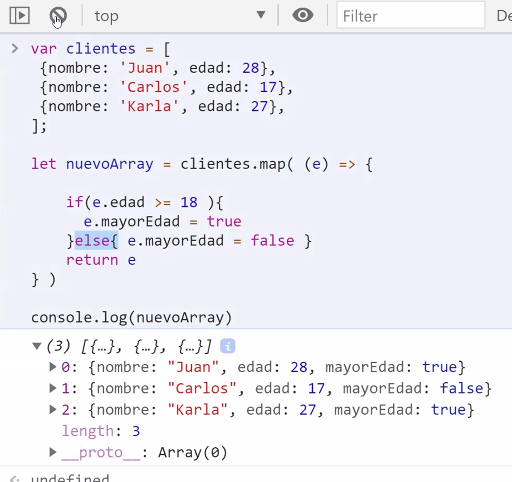 top ▼ Filter De
> var clientes = [
{nombre: 'Juan', edad: 28},
{nombre: 'Carlos', edad: 17},
{nombre: 'Karla', edad: 27},
];
let nuevoArray = clientes.map( (e) => {
if(e.edad >= 18 ){
e.mayorEdad = true
}else{ e.mayorEdad = false }
return e
} )
console.log(nuevoArray)
▼(3) [{…}, {…}, {…}] i
▶0: {nombre: "Juan", edad: 28, mayorEdad: true}
▶1: {nombre: "Carlos", edad: 17, mayorEdad: false}
▶2: {nombre: "Karla", edad: 27, mayorEdad: true}
length: 3
▶__proto__: Array(0)
undefined